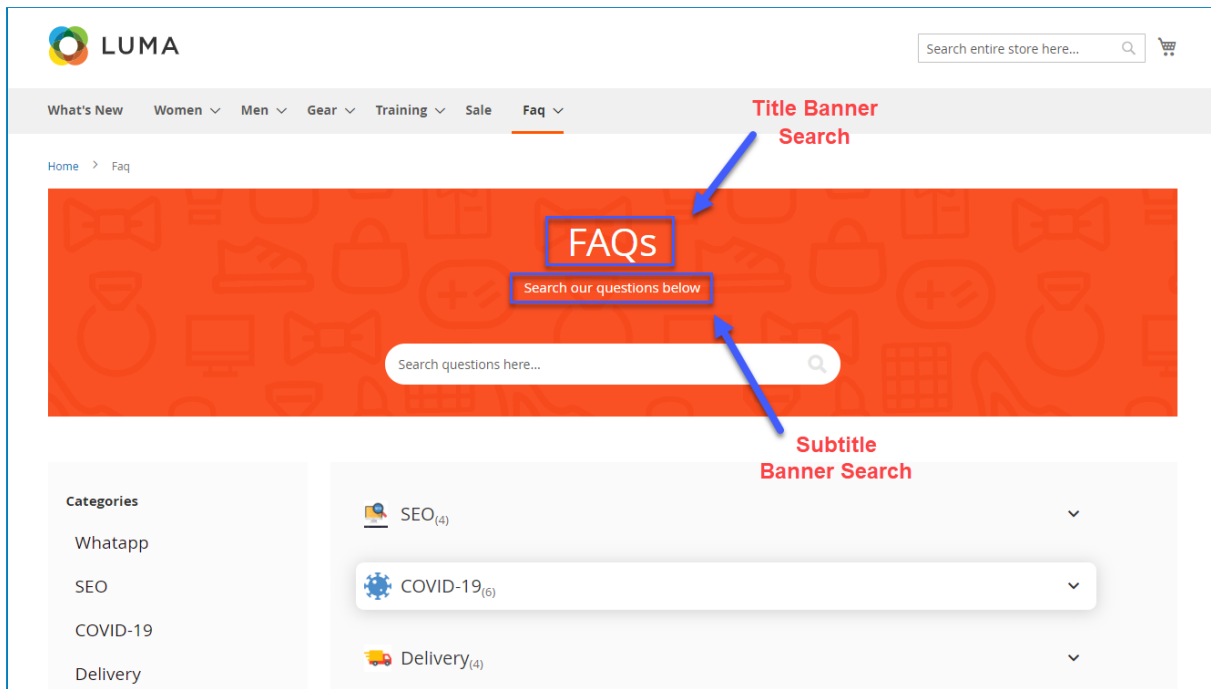 LUMA
Search entire store here...
What's New Women Men Gear Training Sale Faq
Title Banner
Search
Home > Faq
FAQs
Search our questions below
Search questions here...
Subtitle
Banner Search
Categories
Whatapp
SEO
COVID-19
Delivery
SEO(4)
COVID-19(6)
Delivery(4)